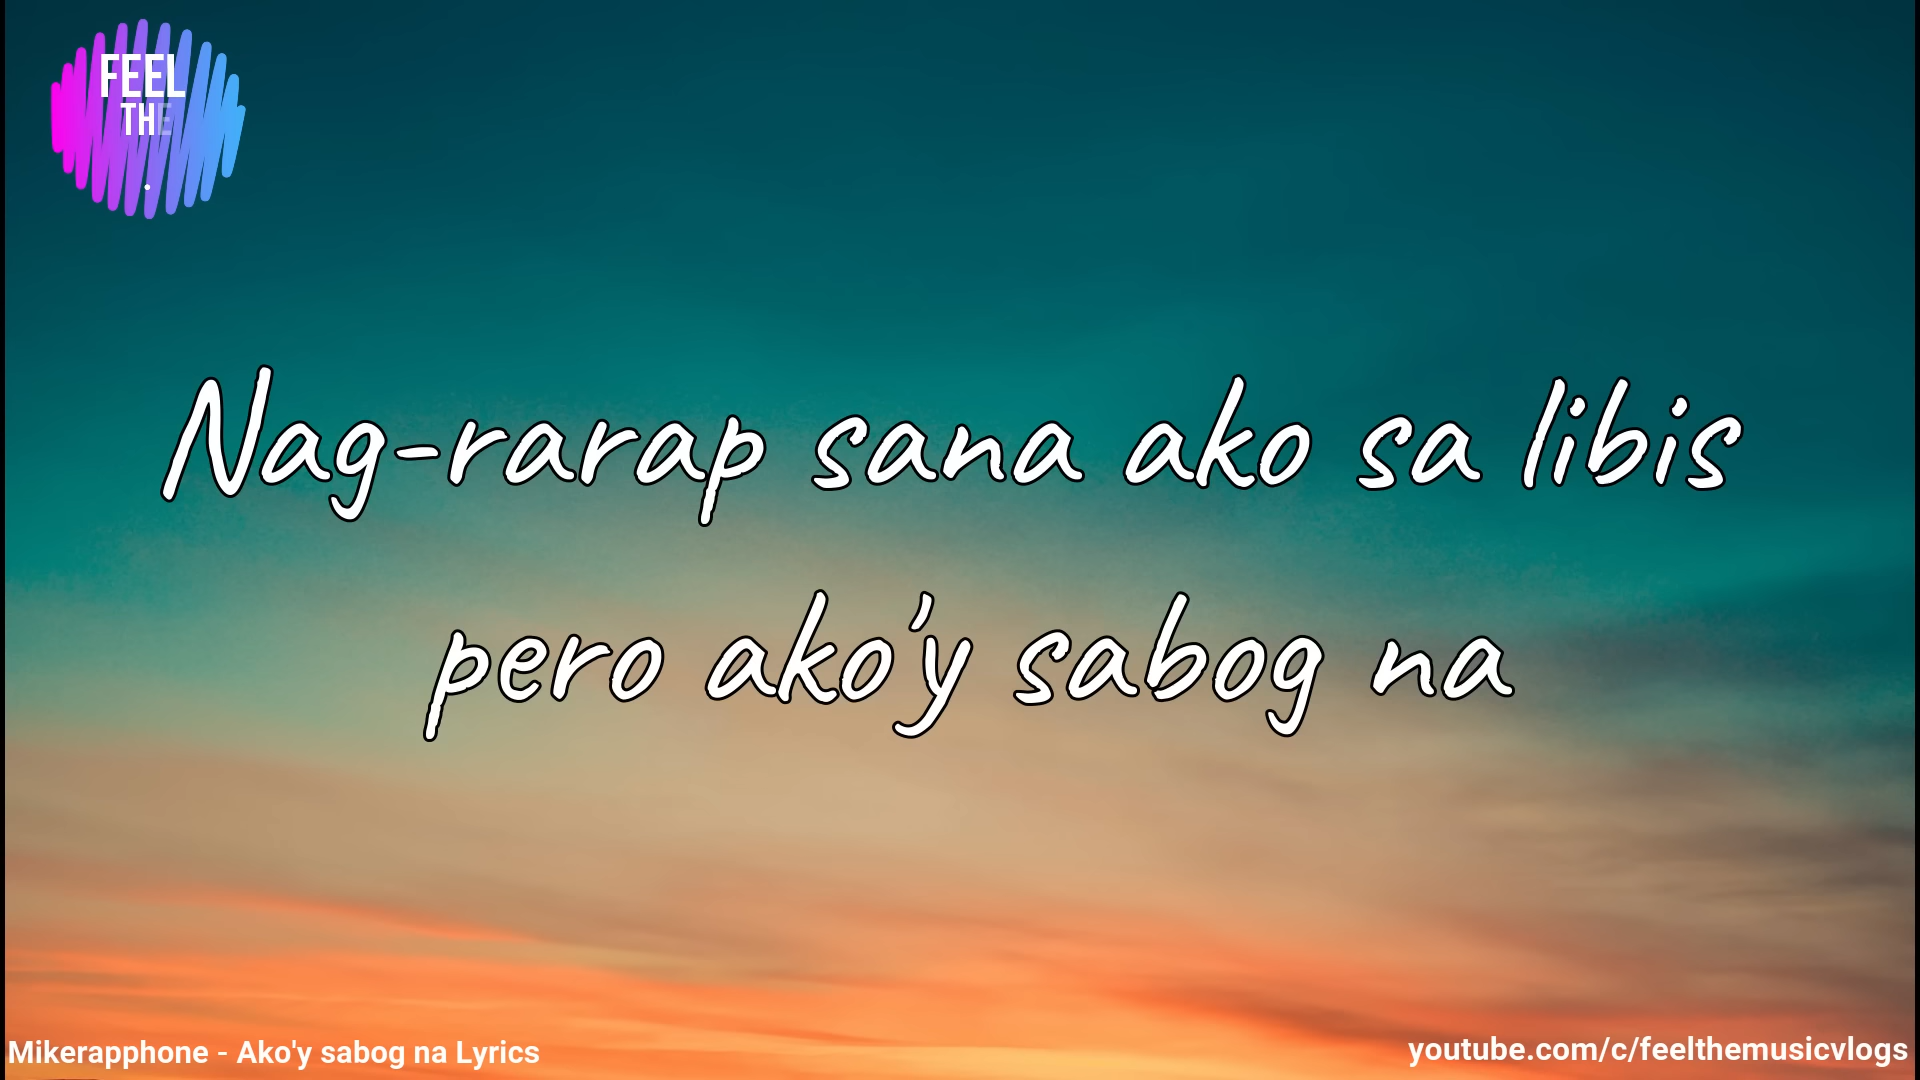 FEEL
THE
Nag-rarap sana ako sa libis
pero ako'y sabog na
Mikerapphone - Ako'y sabog na Lyrics
youtube.com/c/feelthemusicvlogs